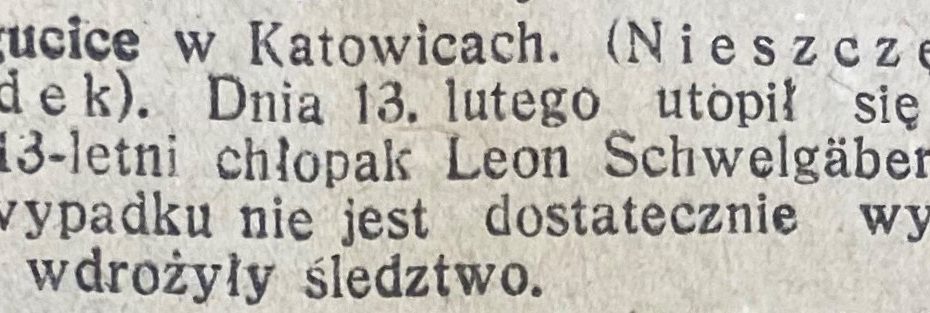 gucice w Katowicach. (Nieszczę
dek). Dnia 13. lutego utopił się
13-letni chłopak Leon Schwelgäber
wypadku nie jest dostatecznie wy
wdrożyły śledztwo.